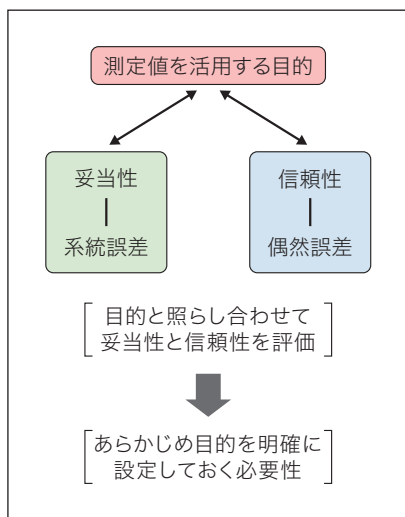 測定値を活用する目的
妥当性
系統誤差
信頼性
偶然誤差
目的と照らし合わせて
妥当性と信頼性を評価
あらかじめ目的を明確に
設定しておく必要性